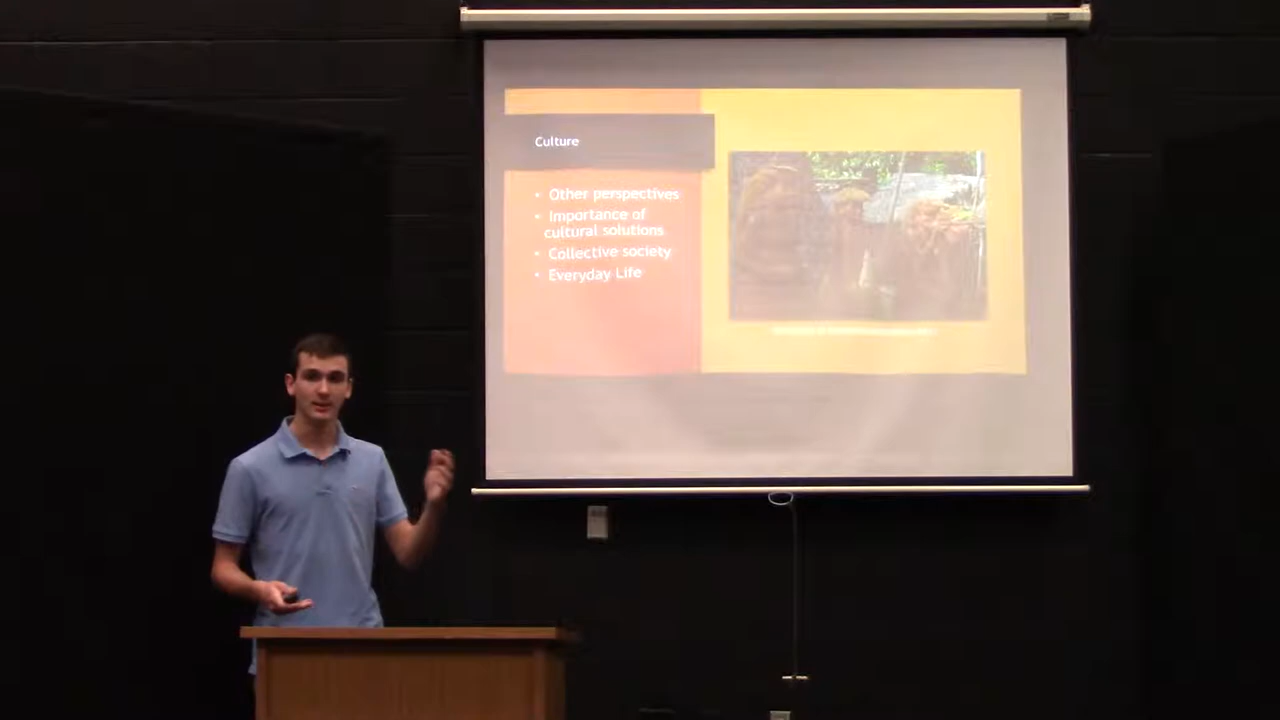 Culture
• Other perspectives
• Importance of
cultural solutions
• Collective society
• Everyday Life